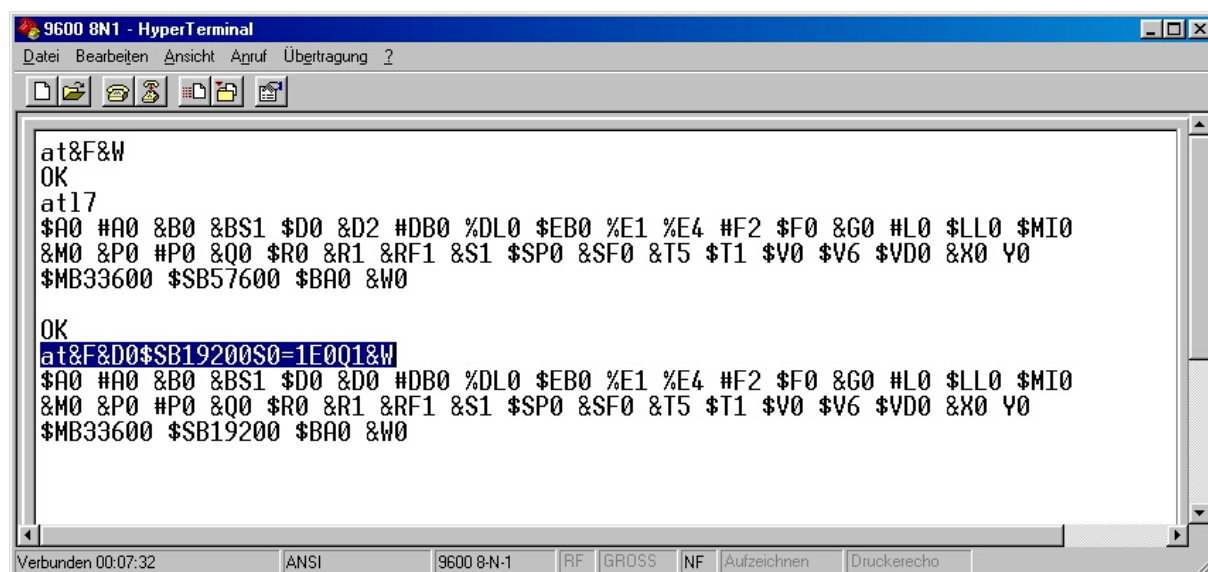 9600 8N1 - HyperTerminal
Datei Bearbeiten Ansicht Anruf Übertragung ?
at&F&W
OK
atl7
$A0 #A0 &B0 &BS1 $D0 &D2 #DB0 %DL0 $EB0 %E1 %E4 #F2 $F0 &G0 #L0 $LL0 $MI0
&M0 &P0 #P0 &Q0 $R0 &R1 &RF1 &S1 $SP0 &SF0 &T5 $T1 $V0 $V6 $VD0 &X0 Y0
$MB33600 $SB57600 $BA0 &W0
OK
at&F&D0$SB19200S0=1E0Q1&W
$A0 #A0 &B0 &BS1 $D0 &D0 #DB0 %DL0 $EB0 %E1 %E4 #F2 $F0 &G0 #L0 $LL0 $MI0
&M0 &P0 #P0 &Q0 $R0 &R1 &RF1 &S1 $SP0 &SF0 &T5 $T1 $V0 $V6 $VD0 &X0 Y0
$MB33600 $SB19200 $BA0 &W0
Verbunden 00:07:32 ANSI 9600 8-N-1 RF GROSS NF Aufzeichnen Druckerecho